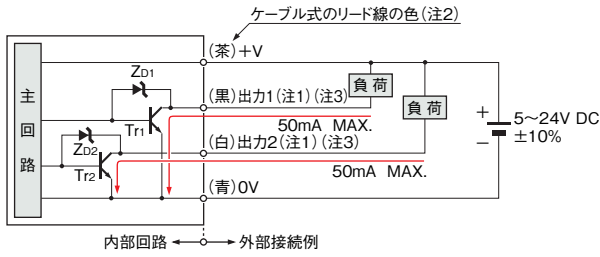 ケーブル式のリード線の色(注2)
(茶)+V
ZD1
負荷
(黒)出力1(注1)(注3)
負荷
主回路
Tr1
50mA MAX.
+
5～24V DC
±10%
−
ZD2
(白)出力2(注1)(注3)
Tr2
50mA MAX.
(青)0V
内部回路
外部接続例